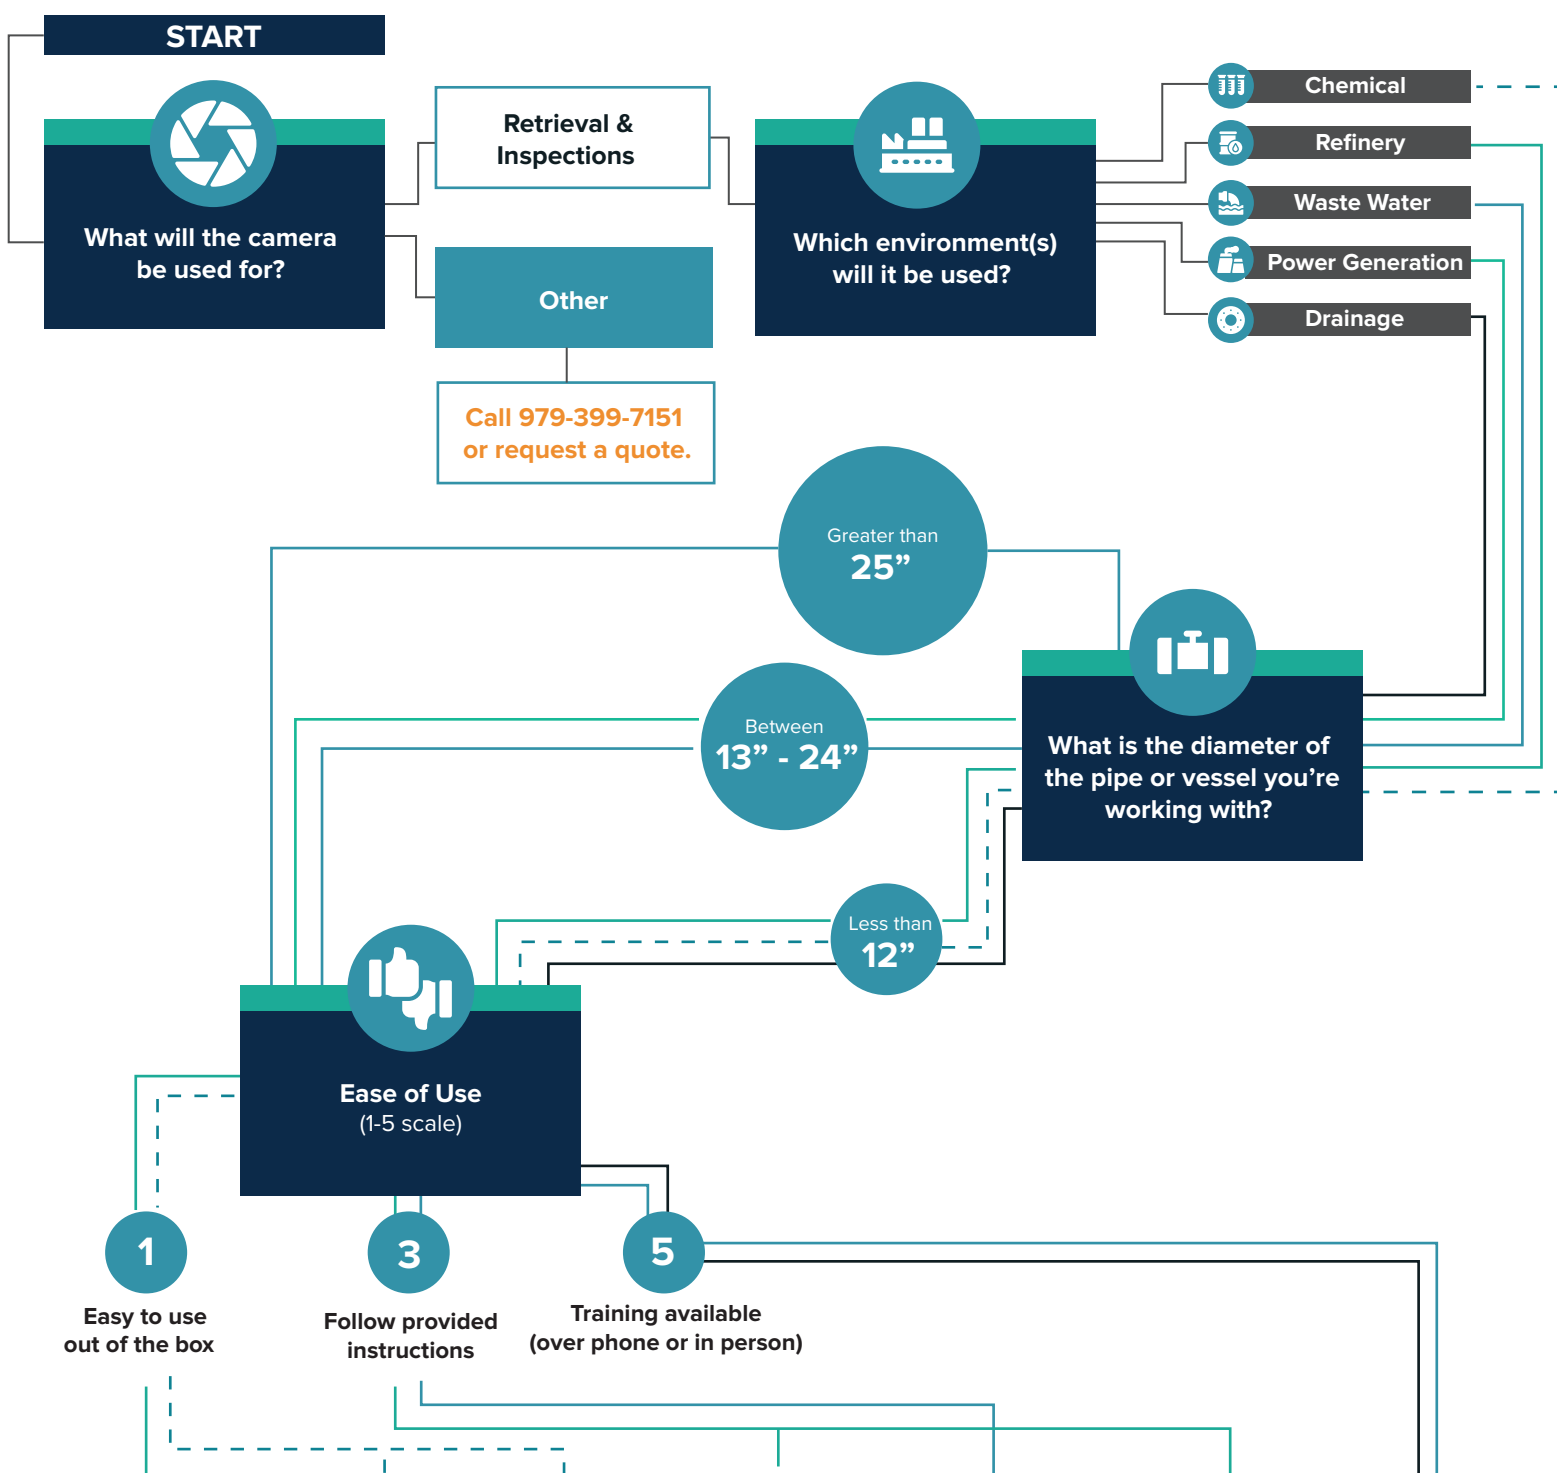 START
What will the camera
be used for?
Retrieval &
Inspections
Other
Call 979-399-7151
or request a quote.
Which environment(s)
will it be used?
Chemical
Refinery
Waste Water
Power Generation
Drainage
Greater than
25”
Between
13” - 24”
What is the diameter of
the pipe or vessel you’re
working with?
Less than
12”
Ease of Use
(1-5 scale)
1
Easy to use
out of the box
3
Follow provided
instructions
5
Training available
(over phone or in person)